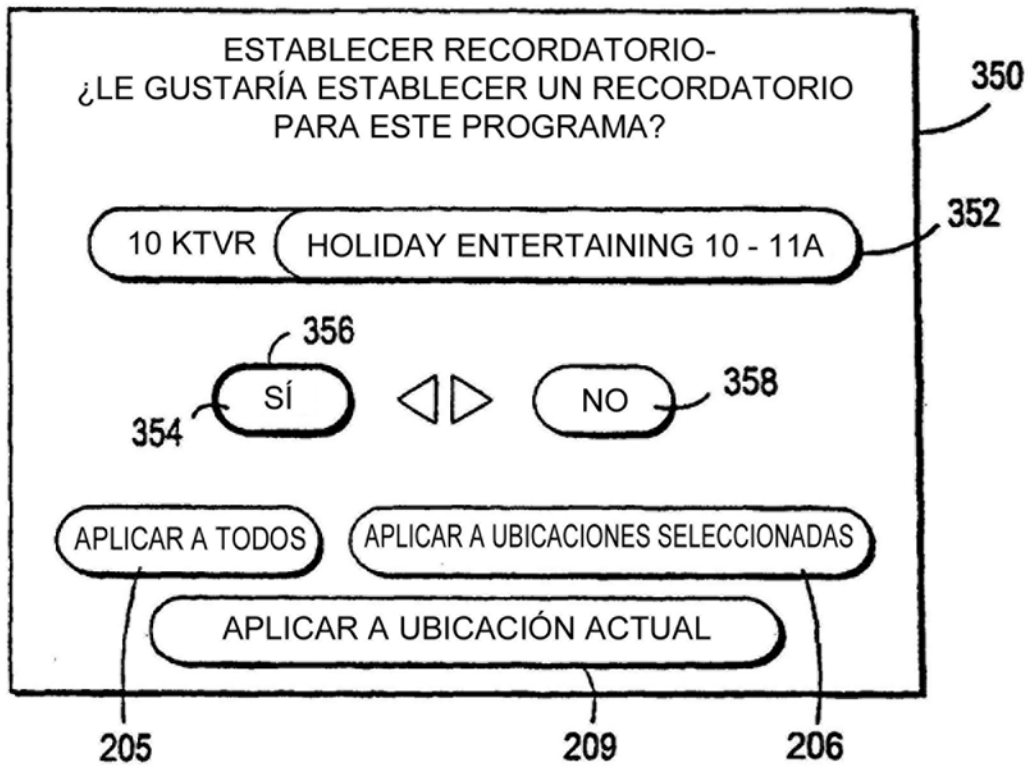 ESTABLECER RECORDATORIO-
¿LE GUSTARÍA ESTABLECER UN RECORDATORIO
PARA ESTE PROGRAMA?
350
10 KTVR HOLIDAY ENTERTAINING 10 - 11A
352
356
SÍ NO
354 358
APLICAR A TODOS APLICAR A UBICACIONES SELECCIONADAS
APLICAR A UBICACIÓN ACTUAL
205 209 206